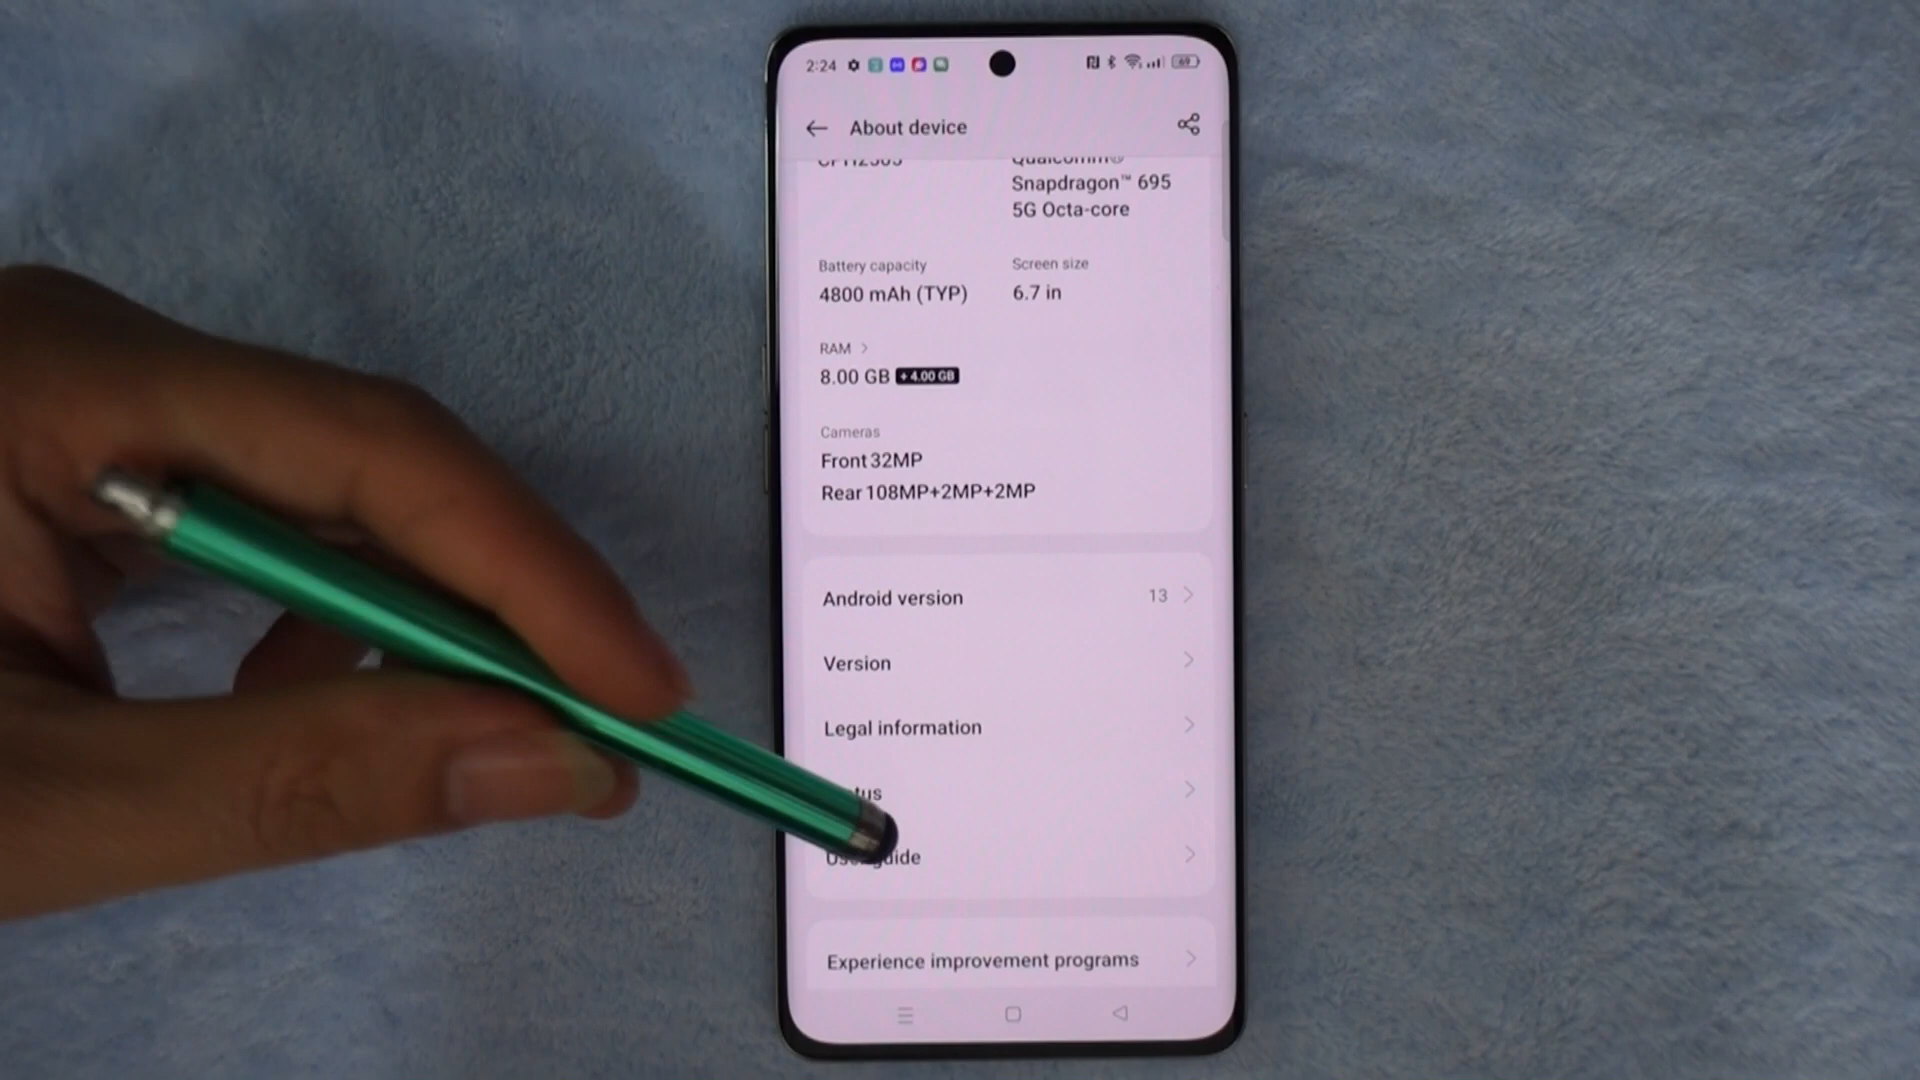 2:24
69
About device
Snapdragon™ 695
5G Octa-core
Battery capacity
4800 mAh (TYP)
Screen size
6.7 in
RAM >
8.00 GB + 4.00 GB
Cameras
Front 32MP
Rear 108MP+2MP+2MP
Android version 13 >
Version >
Legal information >
>
guide >
Experience improvement programs >